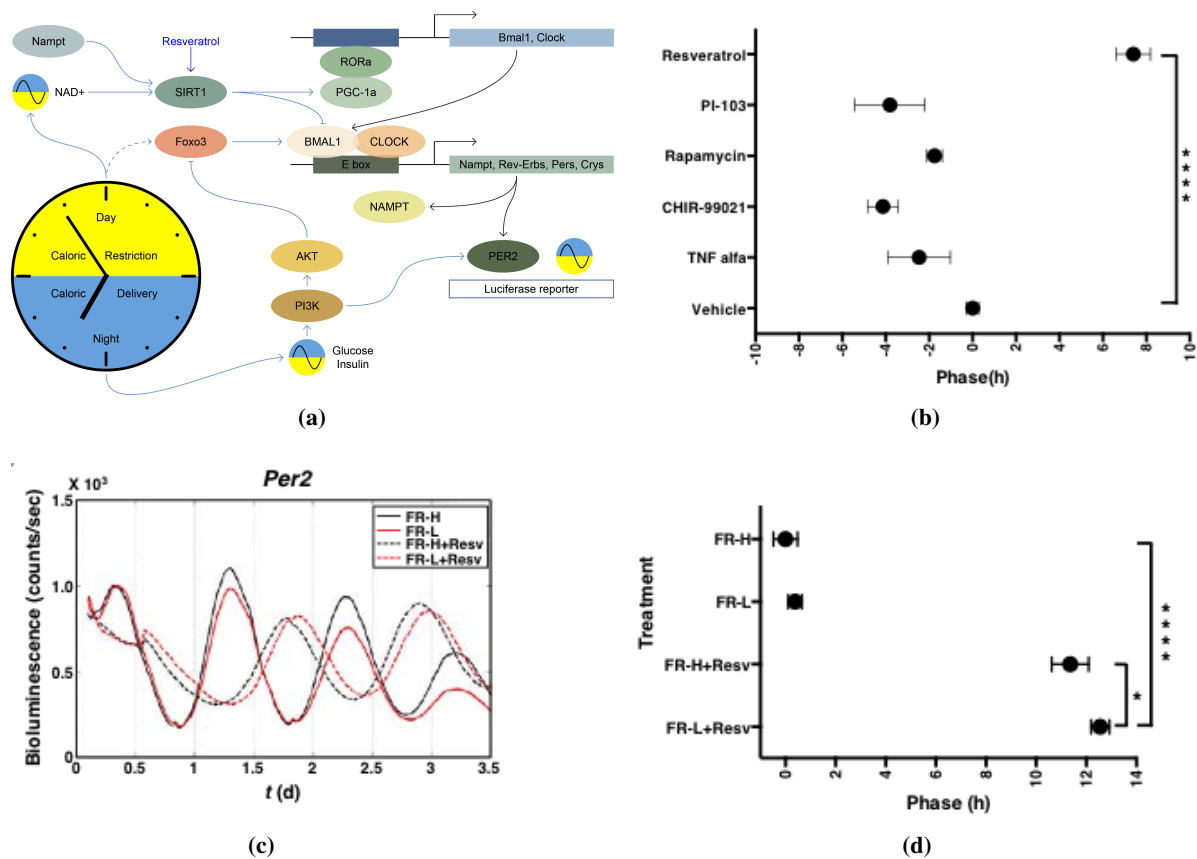 Nampt
Resveratrol
Bmal1, Clock
RORa
NAD+
SIRT1
PGC-1a
Foxo3
BMAL1
CLOCK
E box
Nampt, Rev-Erbs, Pers, Crys
NAMPT
Day
Caloric
Restriction
Caloric
Delivery
Night
AKT
PER2
PI3K
Luciferase reporter
Glucose
Insulin
(a)
Resveratrol
PI-103
Rapamycin
CHIR-99021
TNF alfa
Vehicle
****
-10 -8 -6 -4 -2 0 2 4 6 8 10
Phase(h)
(b)
Per2
X 10³
Bioluminescence (counts/sec)
1.5
1.0
0.5
0
FR-H
FR-L
FR-H+Resv
FR-L+Resv
0 0.5 1 1.5 2 2.5 3 3.5
t (d)
(c)
Treatment
FR-H
FR-L
FR-H+Resv
FR-L+Resv
*
****
0 2 4 6 8 10 12 14
Phase (h)
(d)